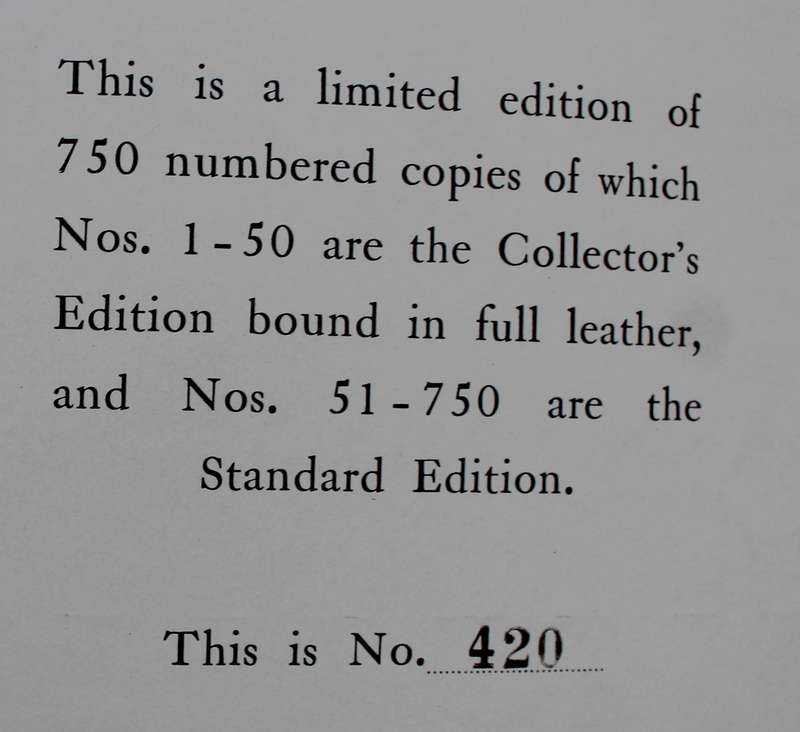 This is a limited edition of
750 numbered copies of which
Nos. 1-50 are the Collector's
Edition bound in full leather,
and Nos. 51-750 are the
Standard Edition.
This is No. 420